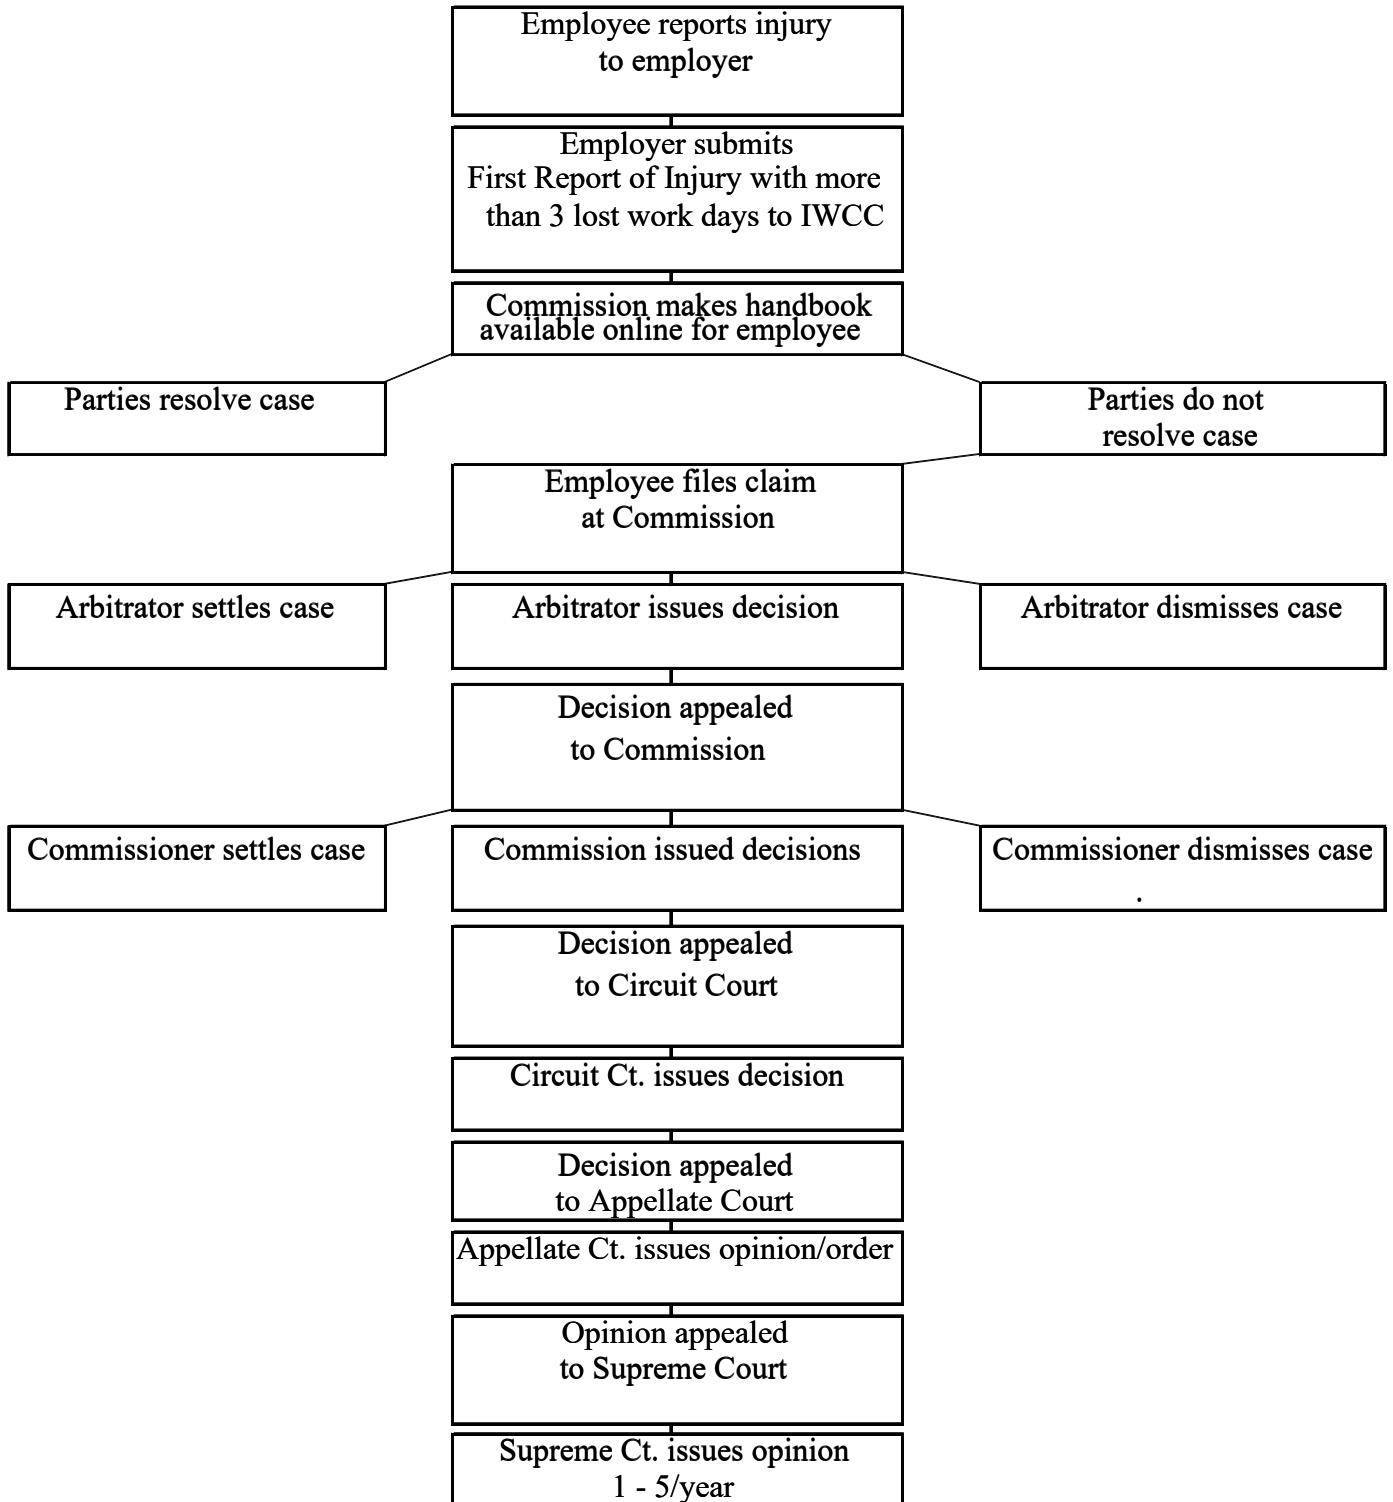 Employee reports injury
to employer
Employer submits
First Report of Injury with more
than 3 lost work days to IWCC
Commission makes handbook
available online for employee
Parties resolve case
Parties do not
resolve case
Employee files claim
at Commission
Arbitrator settles case
Arbitrator issues decision
Arbitrator dismisses case
Decision appealed
to Commission
Commissioner settles case
Commission issued decisions
Commissioner dismisses case
.
Decision appealed
to Circuit Court
Circuit Ct. issues decision
Decision appealed
to Appellate Court
Appellate Ct. issues opinion/order
Opinion appealed
to Supreme Court
Supreme Ct. issues opinion
1 - 5/year